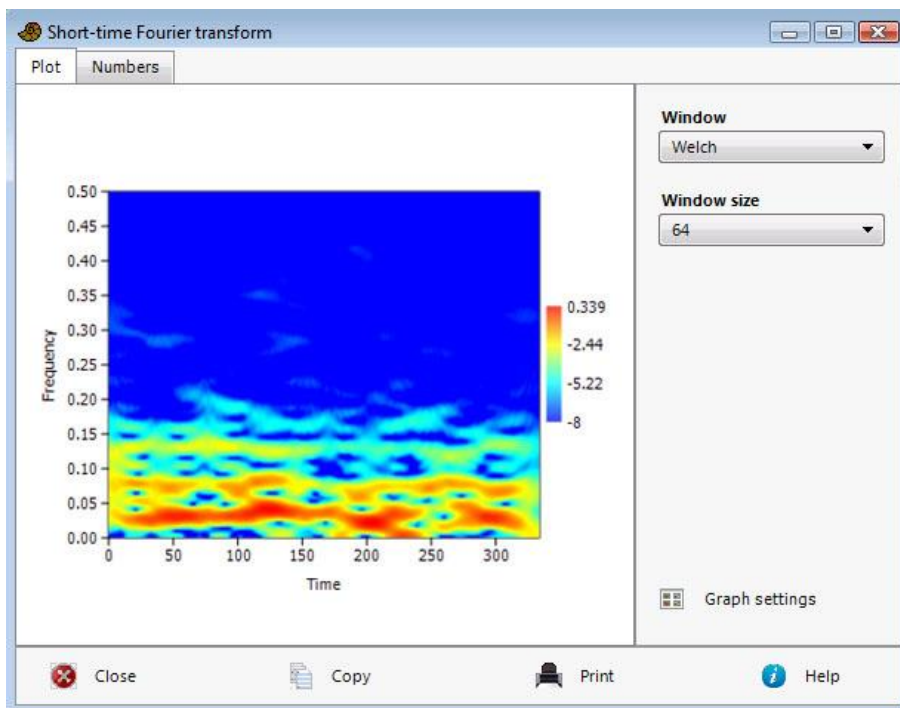 Short-time Fourier transform
Plot Numbers
Window
Welch
Window size
64
0.50
0.45
0.40
0.35
0.30
0.25
0.20
0.15
0.10
0.05
0.00
Frequency
0 50 100 150 200 250 300
Time
0.339
-2.44
-5.22
-8
Graph settings
Close Copy Print Help